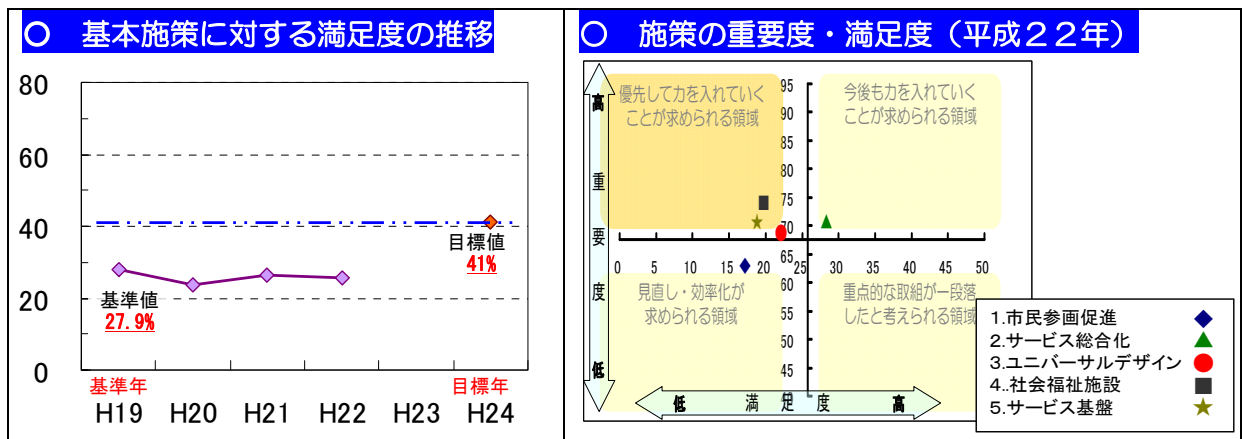 ○ 基本施策に対する満足度の推移
80
60
40
20
0
目標値
41%
基準値
27.9%
基準年
目標年
H19 H20 H21 H22 H23 H24
○ 施策の重要度・満足度（平成２２年）
高
重
要
度
低
優先して力を入れていく
ことが求められる領域
今後も力を入れていく
ことが求められる領域
95
90
85
80
75
70
65
60
55
50
45
40
0 5 10 15 20 25 30 35 40 45 50
見直し・効率化が
求められる領域
重点的な取組が一段落
したと考えられる領域
低 満 足 度 高
1.市民参画促進
2.サービス総合化
3.ユニバーサルデザイン
4..社会福祉施設
5.サービス基盤